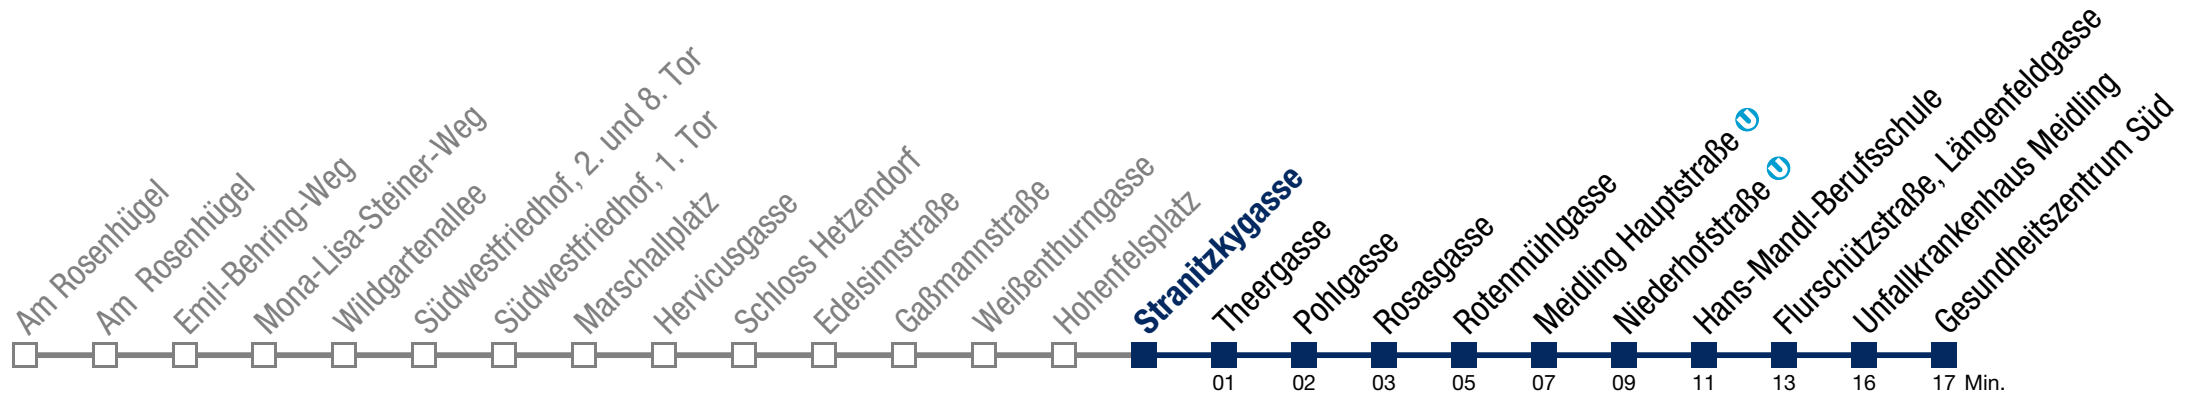 Am Rosenhügel
Am  Rosenhügel
Emil-Behring-Weg
Mona-Lisa-Steiner-Weg
Wildgartenallee
Südwestfriedhof, 2. und 8. Tor
Südwestfriedhof, 1. Tor
Marschallplatz
Hervicusgasse
Schloss Hetzendorf
Edelsinnstraße
Gaßmannstraße
Weißenthurngasse
Hohenfelsplatz
Stranitzkygasse
Theergasse
Pohlgasse
Rosasgasse
Rotenmühlgasse
Meidling Hauptstraße U
Niederhofstraße U
Hans-Mandl-Berufsschule
Flurschützstraße, Längenfeldgasse
Unfallkrankenhaus Meidling
Gesundheitszentrum Süd
01 02 03 05 07 09 11 13 16 17 Min.